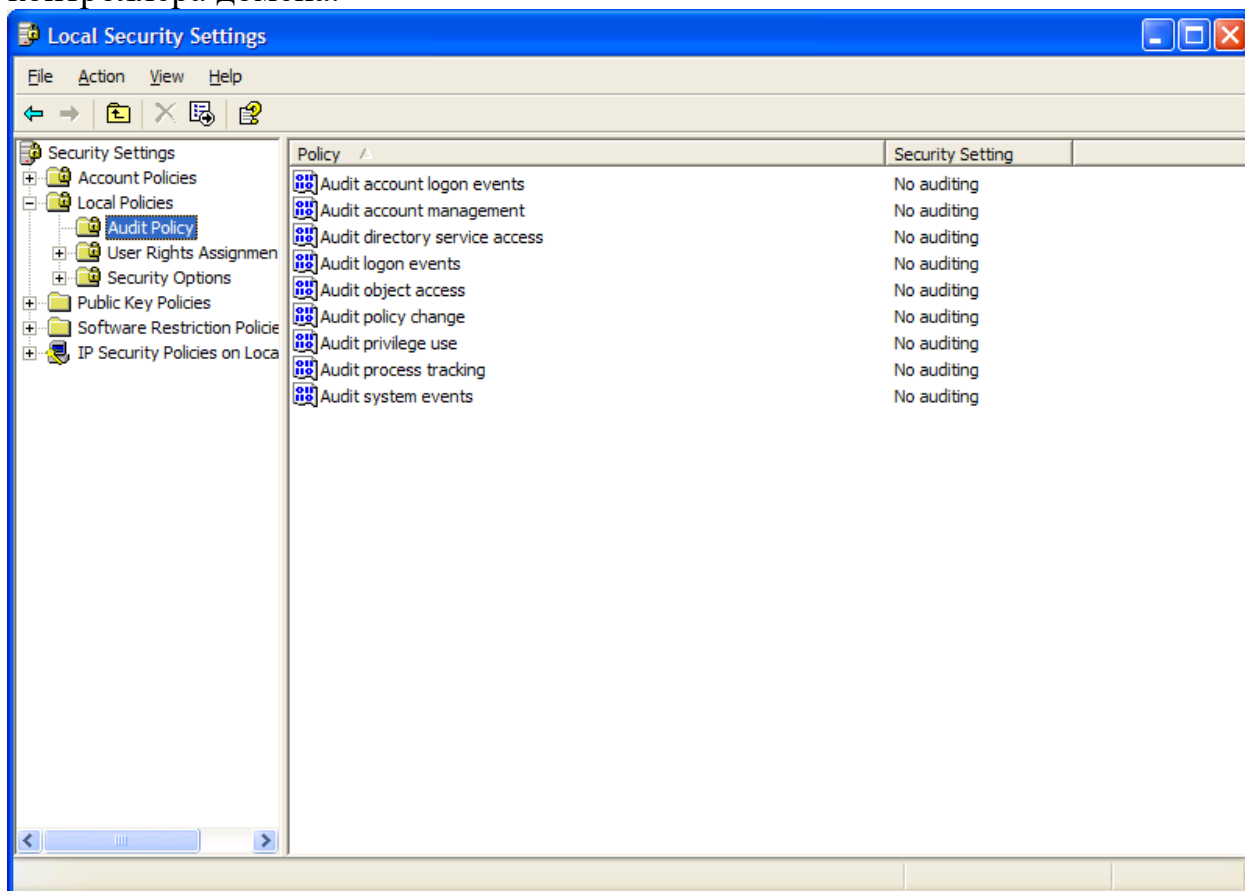 контроллера домена.
Local Security Settings
File Action View Help
Security Settings
Account Policies
Local Policies
Audit Policy
User Rights Assignmen
Security Options
Public Key Policies
Software Restriction Policie
IP Security Policies on Loca
Policy Security Setting
Audit account logon events No auditing
Audit account management No auditing
Audit directory service access No auditing
Audit logon events No auditing
Audit object access No auditing
Audit policy change No auditing
Audit privilege use No auditing
Audit process tracking No auditing
Audit system events No auditing